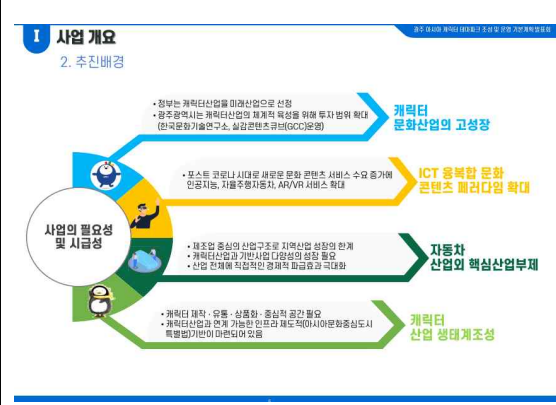 광주 아시아 캐릭터 테마파크 조성 및 운영 기본계획 발표회
I 사업 개요
2. 추진배경
사업의 필요성
및 시급성
• 정부는 캐릭터산업을 미래산업으로 선정
• 광주광역시는 캐릭터산업의 체계적 육성을 위해 투자 범위 확대
(한국문화기술연구소, 실감콘텐츠큐브(GCC)운영)
캐릭터
문화산업의 고성장
• 포스트 코로나 시대로 새로운 문화 콘텐츠 서비스 수요 증가에
인공지능, 자율주행자동차, AR/VR 서비스 확대
ICT 융복합 문화
콘텐츠 패러다임 확대
• 제조업 중심의 산업구조로 지역산업 성장의 한계
• 캐릭터산업과 기반사업 다양성의 성장 필요
• 산업 전체에 직접적인 경제적 파급효과 극대화
자동차
산업외 핵심산업부제
• 캐릭터 제작 · 유통 · 상품화 · 중심적 공간 필요
• 캐릭터산업과 연계 가능한 인프라 제도적(아시아문화중심도시
특별법)기반이 마련되어 있음
캐릭터
산업 생태계조성